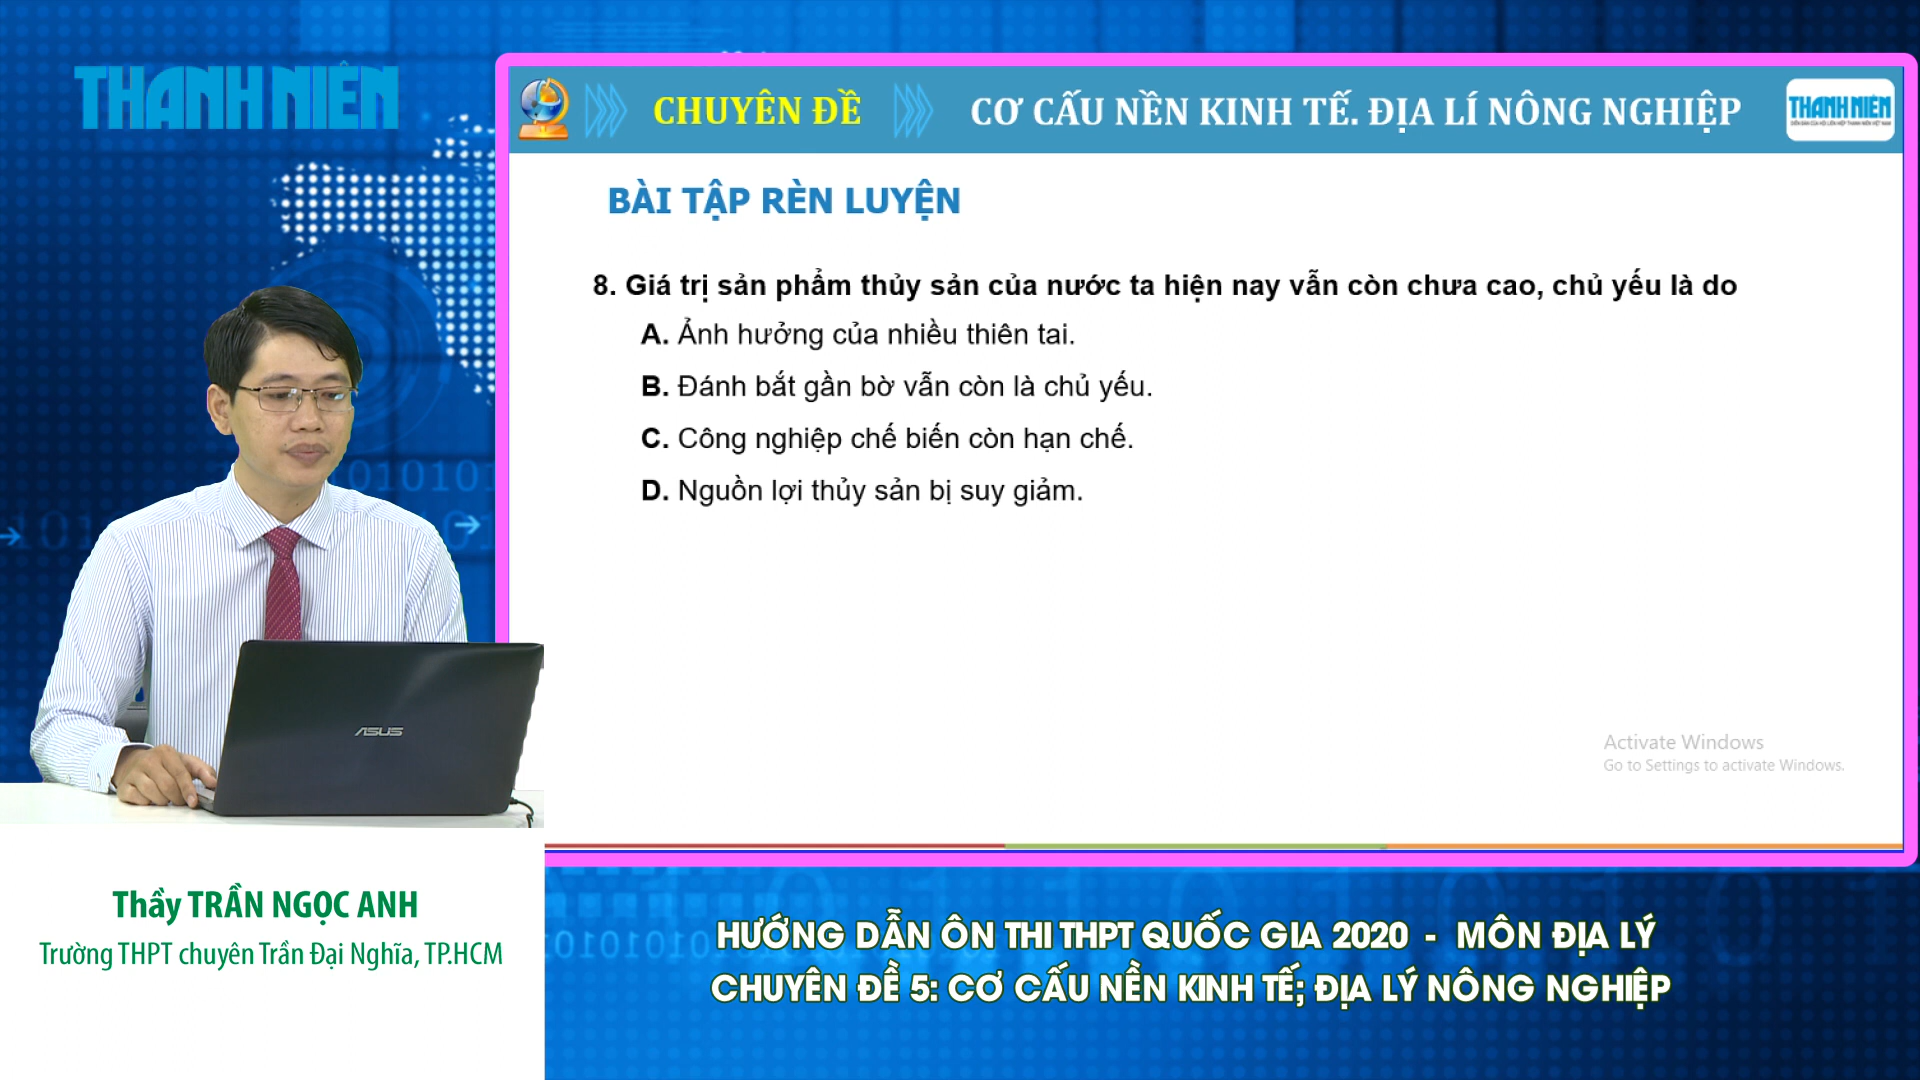 THANH NIÊN
CHUYÊN ĐỀ
CƠ CẤU NỀN KINH TẾ. ĐỊA LÍ NÔNG NGHIỆP
THANH NIÊN
BÀI TẬP RÈN LUYỆN
8. Giá trị sản phẩm thủy sản của nước ta hiện nay vẫn còn chưa cao, chủ yếu là do
A. Ảnh hưởng của nhiều thiên tai.
B. Đánh bắt gần bờ vẫn còn là chủ yếu.
C. Công nghiệp chế biến còn hạn chế.
D. Nguồn lợi thủy sản bị suy giảm.
ASUS
Activate Windows
Go to Settings to activate Windows.
Thầy TRẦN NGỌC ANH
Trường THPT chuyên Trần Đại Nghĩa, TP.HCM
HƯỚNG DẪN ÔN THI THPT QUỐC GIA 2020 - MÔN ĐỊA LÝ
CHUYÊN ĐỀ 5: CƠ CẤU NỀN KINH TẾ; ĐỊA LÝ NÔNG NGHIỆP